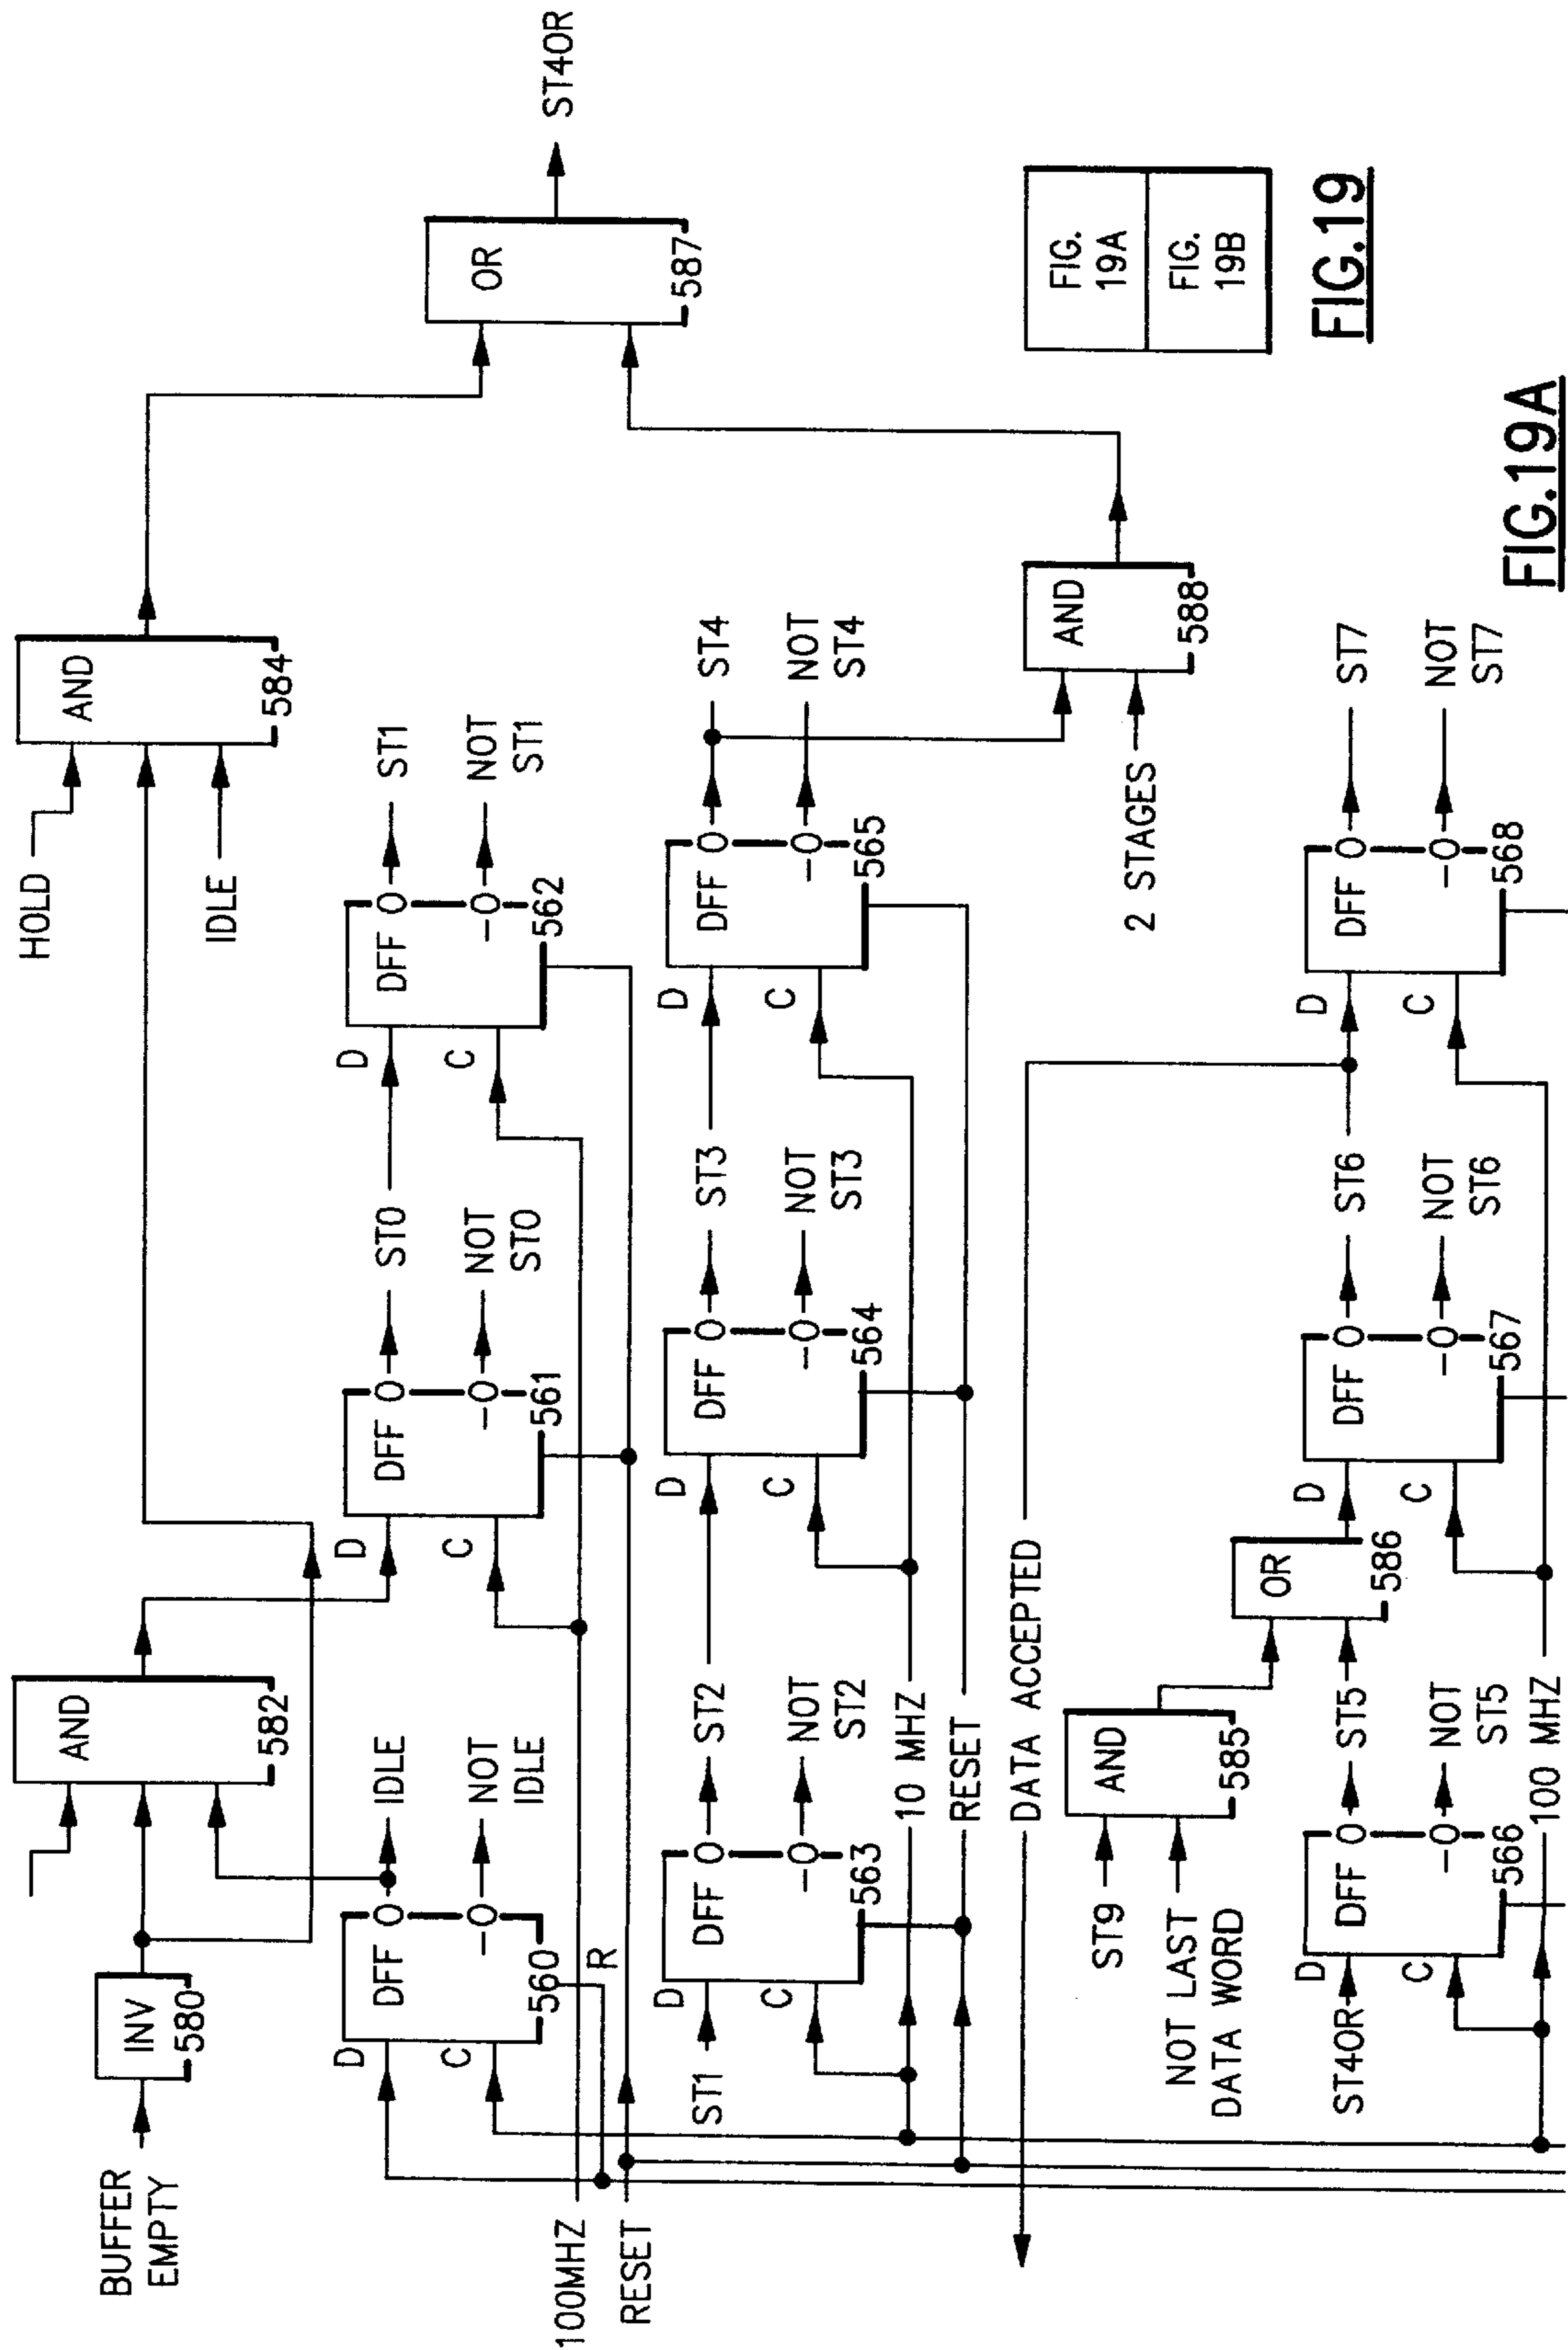 BUFFER
EMPTY
INV
580
AND
582
HOLD
IDLE
AND
584
D
C
DFF
560
R
IDLE
NOT
IDLE
D
C
DFF
561
ST0
NOT
ST0
D
C
DFF
562
ST1
NOT
ST1
100MHZ
RESET
OR
587
ST4OR
ST1
D
C
DFF
563
ST2
NOT
ST2
D
C
DFF
564
ST3
NOT
ST3
D
C
DFF
565
ST4
NOT
ST4
10 MHZ
RESET
DATA ACCEPTED
2 STAGES
AND
588
ST9
NOT LAST
DATA WORD
AND
585
OR
586
ST4OR
D
C
DFF
566
ST5
NOT
ST5
D
C
DFF
567
ST6
NOT
ST6
D
C
DFF
568
ST7
NOT
ST7
100 MHZ
FIG.
19A
FIG.
19B
FIG.19
FIG.19A